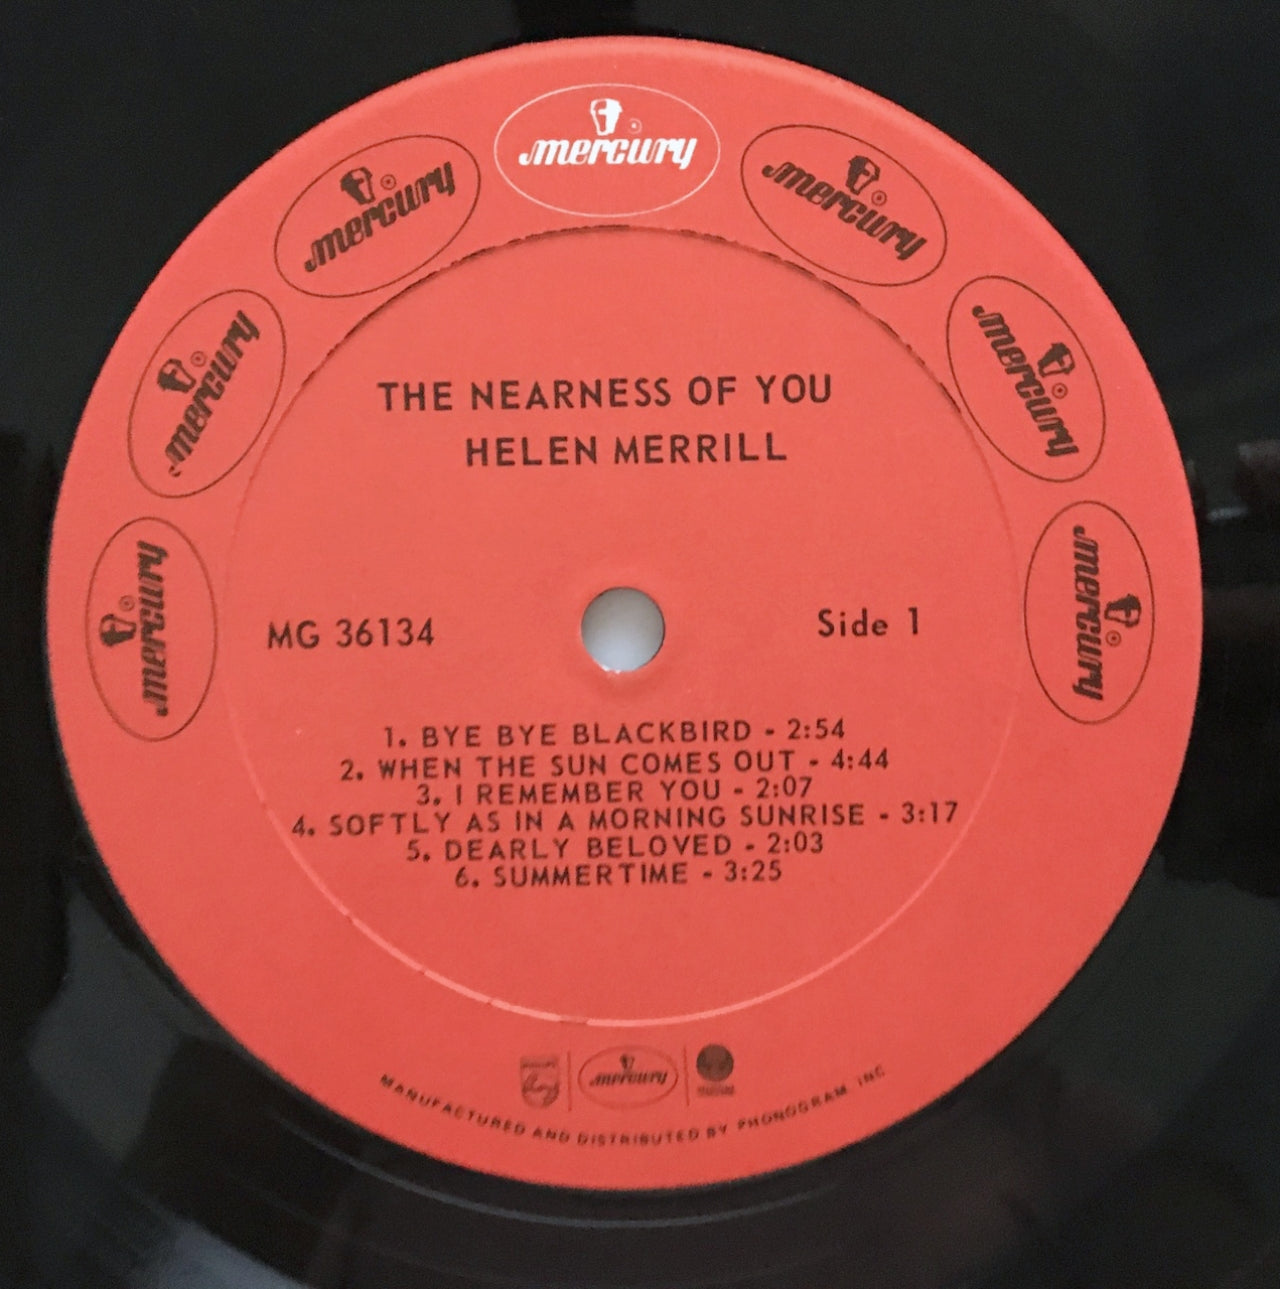 mercury
mercury
mercury
mercury
mercury
mercury
mercury
THE NEARNESS OF YOU
HELEN MERRILL
MG 36134
Side 1
1. BYE BYE BLACKBIRD - 2:54
2. WHEN THE SUN COMES OUT - 4:44
3. I REMEMBER YOU - 2:07
4. SOFTLY AS IN A MORNING SUNRISE - 3:17
5. DEARLY BELOVED - 2:03
6. SUMMERTIME - 3:25
mercury
MANUFACTURED AND DISTRIBUTED BY PHONOGRAM INC